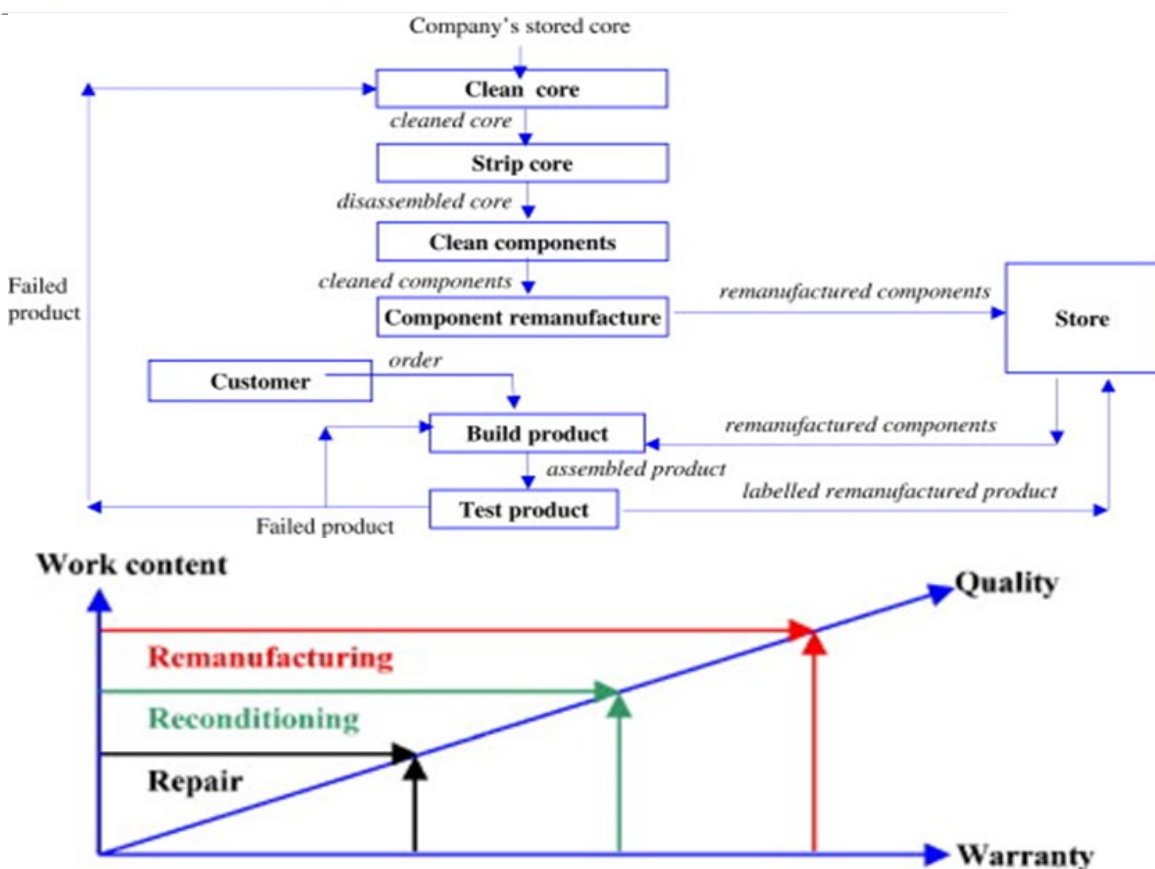 Company's stored core
Clean core
cleaned core
Strip core
disassembled core
Clean components
cleaned components
Component remanufacture
remanufactured components
Store
Failed
product
order
Customer
Build product
remanufactured components
assembled product
labelled remanufactured product
Test product
Failed product
Work content
Quality
Remanufacturing
Reconditioning
Repair
Warranty